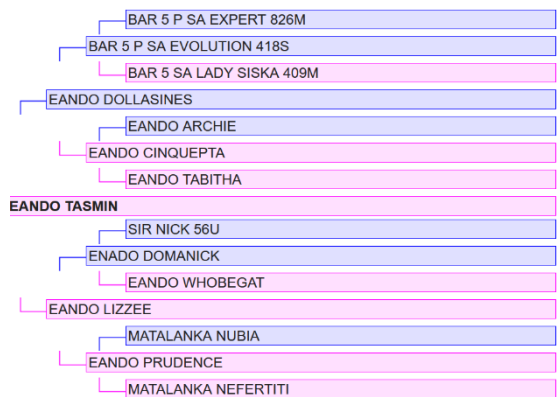 BAR 5 P SA EXPERT 826M
BAR 5 P SA EVOLUTION 418S
BAR 5 SA LADY SISKA 409M
EANDO DOLLASINES
EANDO ARCHIE
EANDO CINQUEPTA
EANDO TABITHA
EANDO TASMIN
SIR NICK 56U
ENADO DOMANICK
EANDO WHOBEGAT
EANDO LIZZEE
MATALANKA NUBIA
EANDO PRUDENCE
MATALANKA NEFERTITI